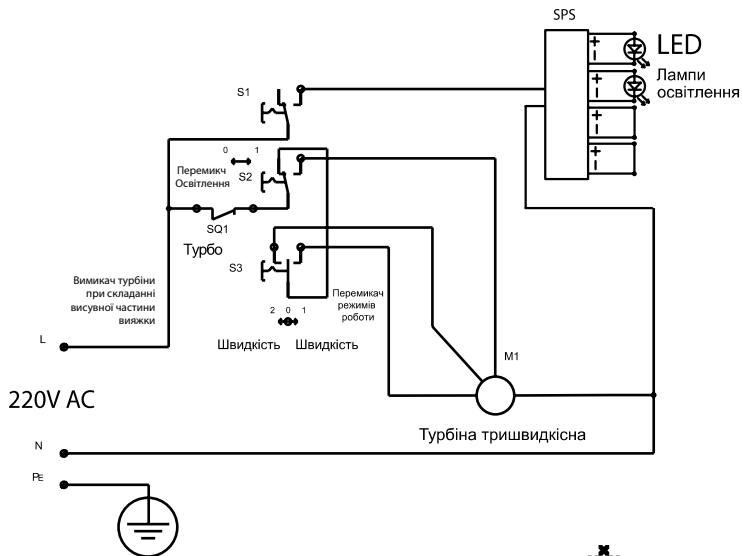 SPS
LED
Лампи
освітлення
S1
0 1
Перемикч
Освітлення
S2
SQ1
Турбо
S3
Вимикач турбіни
при складанні
висувної частини
вияжки
Перемикач
режимів
роботи
2 0 1
Швидкість Швидкість
L
M1
220V AC
Турбіна тришвидкісна
N
PE